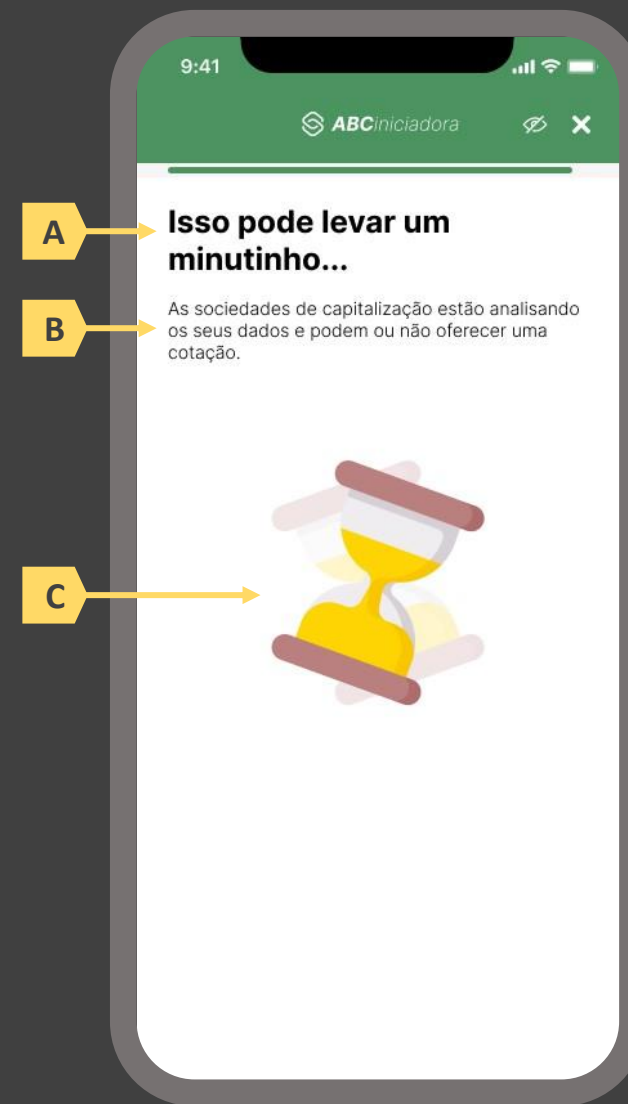 9:41
ABCiniciadora
A
Isso pode levar um
minutinho...
B
As sociedades de capitalização estão analisando
os seus dados e podem ou não oferecer uma
cotação.
C